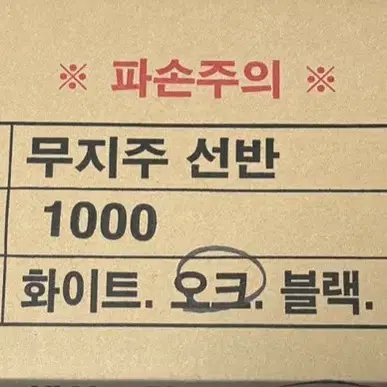 ※ 파손주의 ※
무지주 선반
1000
화이트. 오크. 블랙.